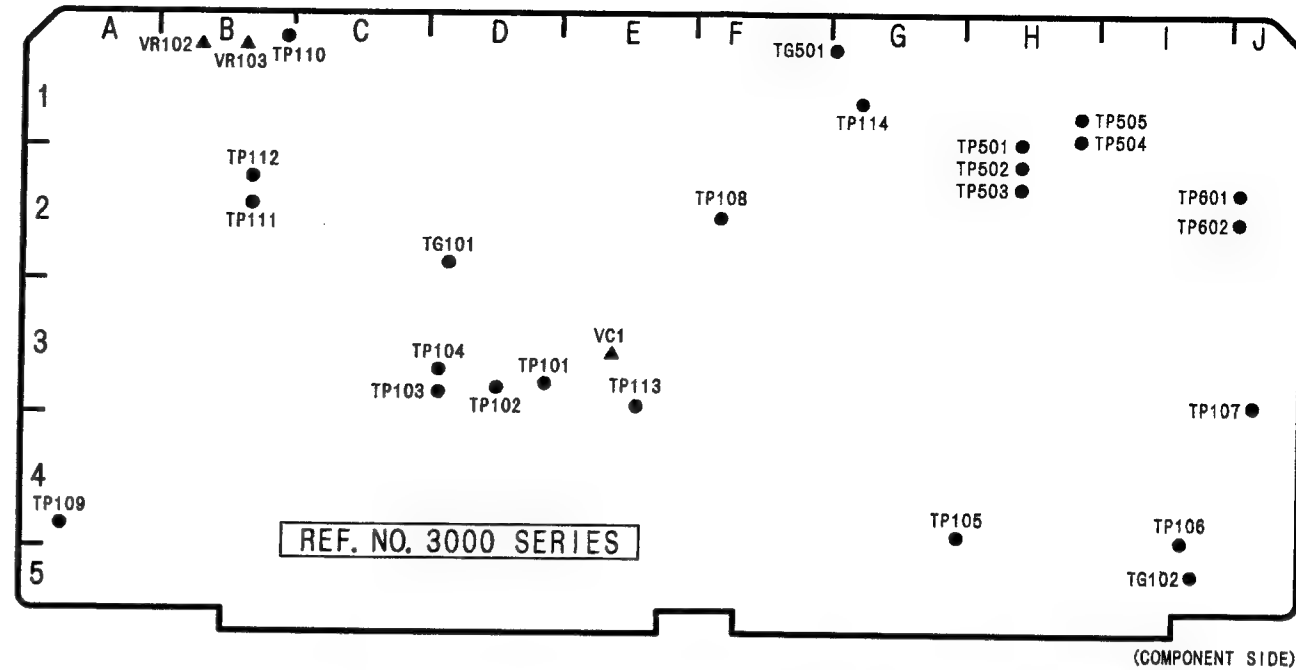 A B C D E F G H I J
VR102
VR103
TP110
TG501
1
TP114
TP505
TP504
TP501
TP502
TP503
TP112
TP111
2
TP108
TP601
TP602
TG101
3
VC1
TP104
TP103
TP102
TP101
TP113
TP107
4
TP109
REF. NO. 3000 SERIES
TP105
TP106
5
TG102
(COMPONENT SIDE)